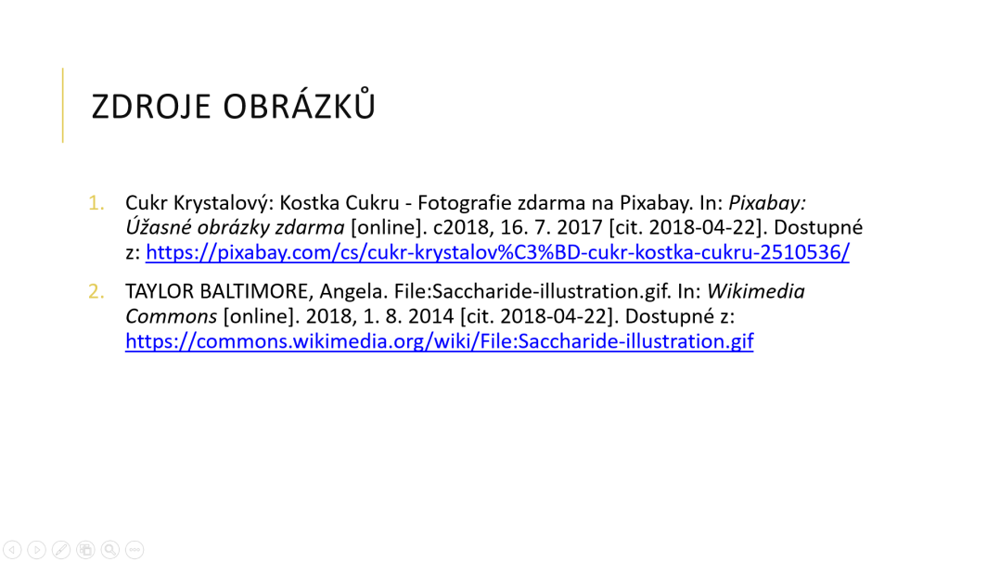 ZDROJE OBRÁZKŮ
1. Cukr Krystalový: Kostka Cukru - Fotografie zdarma na Pixabay. In: Pixabay:
Úžasné obrázky zdarma [online]. c2018, 16. 7. 2017 [cit. 2018-04-22]. Dostupné
z: https://pixabay.com/cs/cukr-krystalov%C3%BD-cukr-kostka-cukru-2510536/
2. TAYLOR BALTIMORE, Angela. File:Saccharide-illustration.gif. In: Wikimedia
Commons [online]. 2018, 1. 8. 2014 [cit. 2018-04-22]. Dostupné z:
https://commons.wikimedia.org/wiki/File:Saccharide-illustration.gif